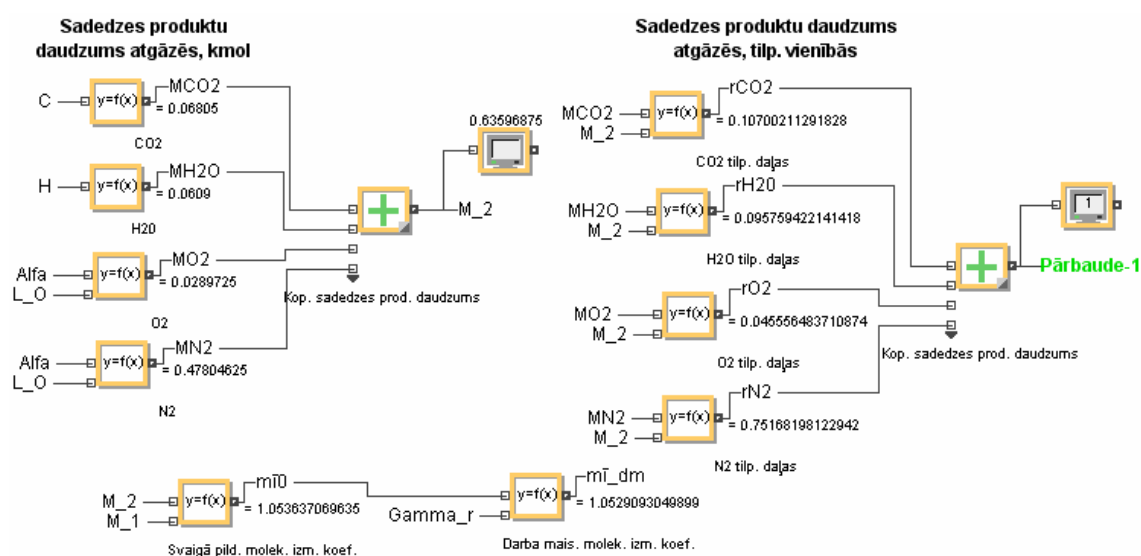 Sadedzes produktu
daudzums atgāzēs, kmol
C
y=f(x)
MCO2
= 0.06805
CO2
H
y=f(x)
MH2O
= 0.0609
H20
Alfa
L_O
y=f(x)
MO2
= 0.0289725
O2
Alfa
L_O
y=f(x)
MN2
= 0.47804625
N2
0.63596875
M_2
Kop. sadedzes prod. daudzums
Sadedzes produktu daudzums
atgāzēs, tilp. vienībās
MCO2
M_2
y=f(x)
rCO2
= 0.10700211291828
CO2 tilp. daļas
MH2O
M_2
y=f(x)
rH20
= 0.095759422141418
H2O tilp. daļas
MO2
M_2
y=f(x)
rO2
= 0.045556483710874
O2 tilp. daļas
MN2
M_2
y=f(x)
rN2
= 0.75168198122942
N2 tilp. daļas
1
Pārbaude-1
Kop. sadedzes prod. daudzums
M_2
M_1
y=f(x)
mī0
= 1.053637069635
Svaigā pild. molek. izm. koef.
Gamma_r
y=f(x)
mī_dm
= 1.0529093049899
Darba mais. molek. izm. koef.